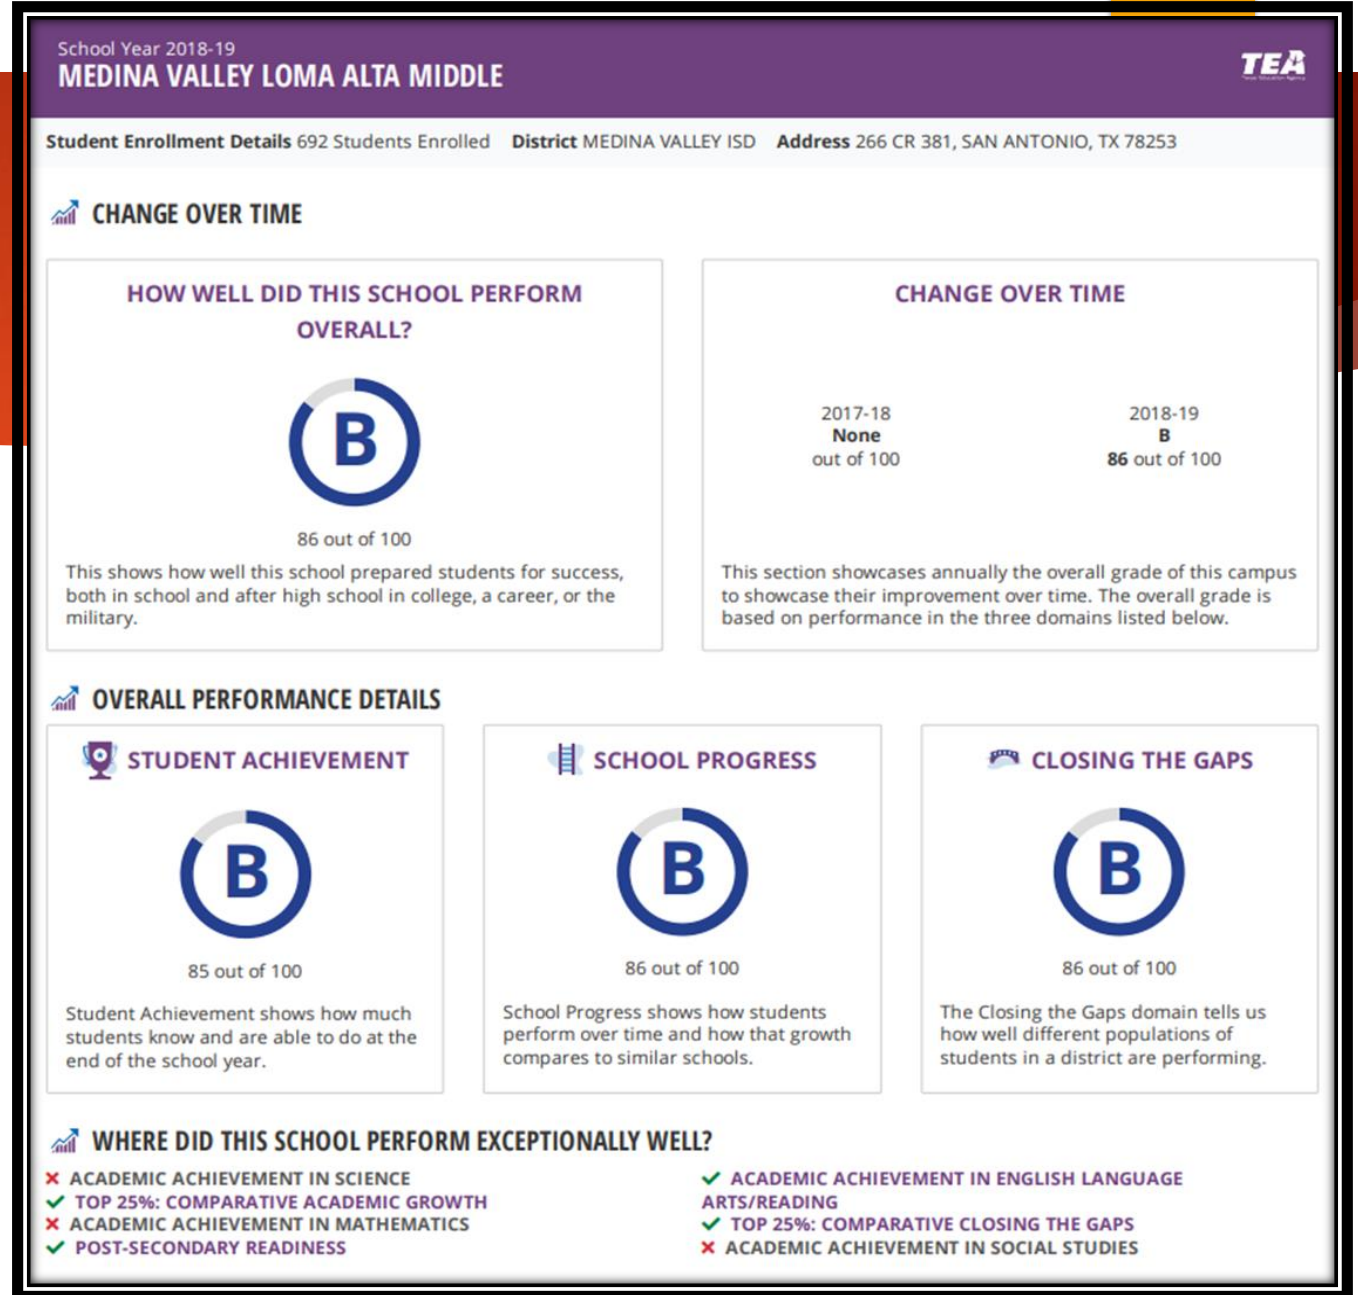 School Year 2018-19
MEDINA VALLEY LOMA ALTA MIDDLE
TEA
Student Enrollment Details 692 Students Enrolled District MEDINA VALLEY ISD Address 266 CR 381, SAN ANTONIO, TX 78253
CHANGE OVER TIME
HOW WELL DID THIS SCHOOL PERFORM
OVERALL?
B
86 out of 100
This shows how well this school prepared students for success,
both in school and after high school in college, a career, or the
military.
CHANGE OVER TIME
2017-18
None
out of 100
2018-19
B
86 out of 100
This section showcases annually the overall grade of this campus
to showcase their improvement over time. The overall grade is
based on performance in the three domains listed below.
OVERALL PERFORMANCE DETAILS
STUDENT ACHIEVEMENT
B
85 out of 100
Student Achievement shows how much
students know and are able to do at the
end of the school year.
SCHOOL PROGRESS
B
86 out of 100
School Progress shows how students
perform over time and how that growth
compares to similar schools.
CLOSING THE GAPS
B
86 out of 100
The Closing the Gaps domain tells us
how well different populations of
students in a district are performing.
WHERE DID THIS SCHOOL PERFORM EXCEPTIONALLY WELL?
ACADEMIC ACHIEVEMENT IN SCIENCE
TOP 25%: COMPARATIVE ACADEMIC GROWTH
ACADEMIC ACHIEVEMENT IN MATHEMATICS
POST-SECONDARY READINESS
ACADEMIC ACHIEVEMENT IN ENGLISH LANGUAGE
ARTS/READING
TOP 25%: COMPARATIVE CLOSING THE GAPS
ACADEMIC ACHIEVEMENT IN SOCIAL STUDIES